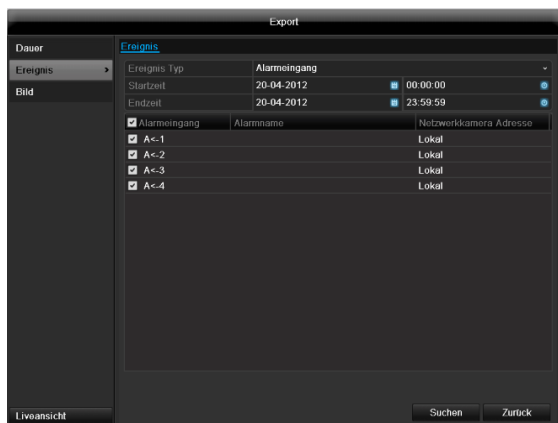 Export
Dauer
Ereignis
Bild
Ereignis
Ereignis Typ Alarmeingang
Startzeit 20-04-2012 00:00:00
Endzeit 20-04-2012 23:59:59
Alarmeingang Alarmname Netzwerkkamera Adresse
A<-1 Lokal
A<-2 Lokal
A<-3 Lokal
A<-4 Lokal
Suchen Zurück
Liveansicht